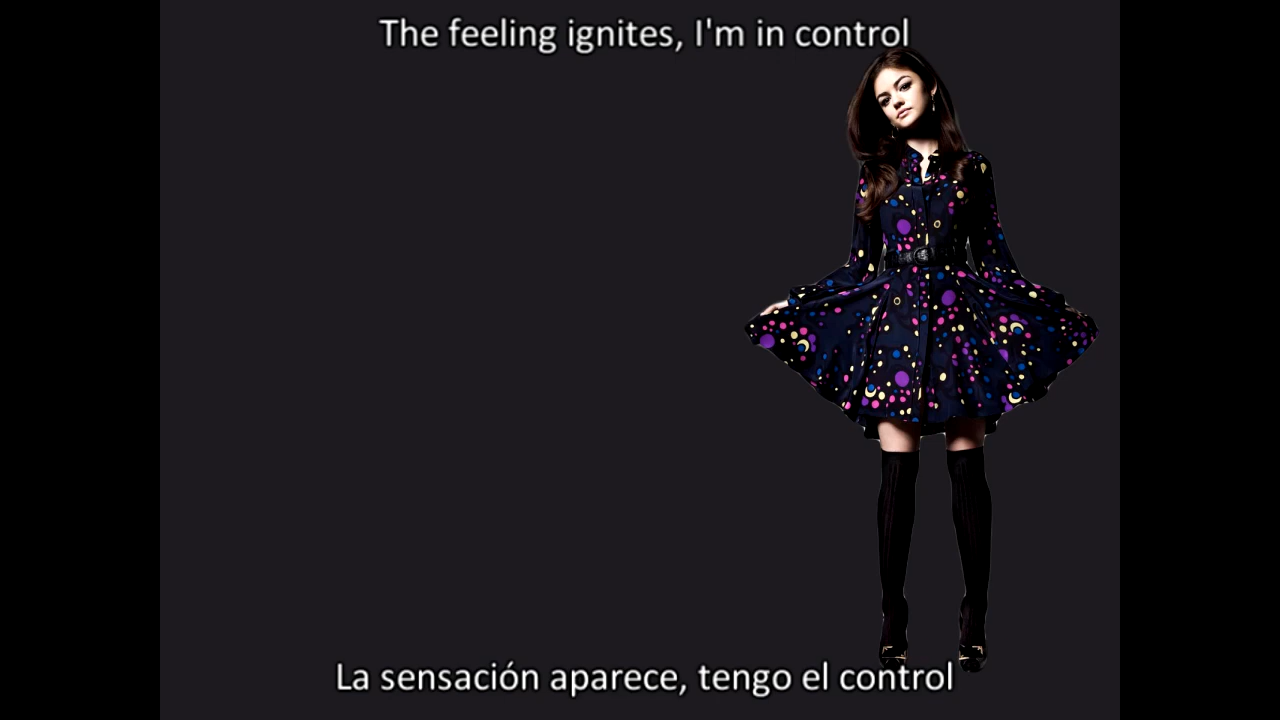 The feeling ignites, I'm in control
La sensación aparece, tengo el control